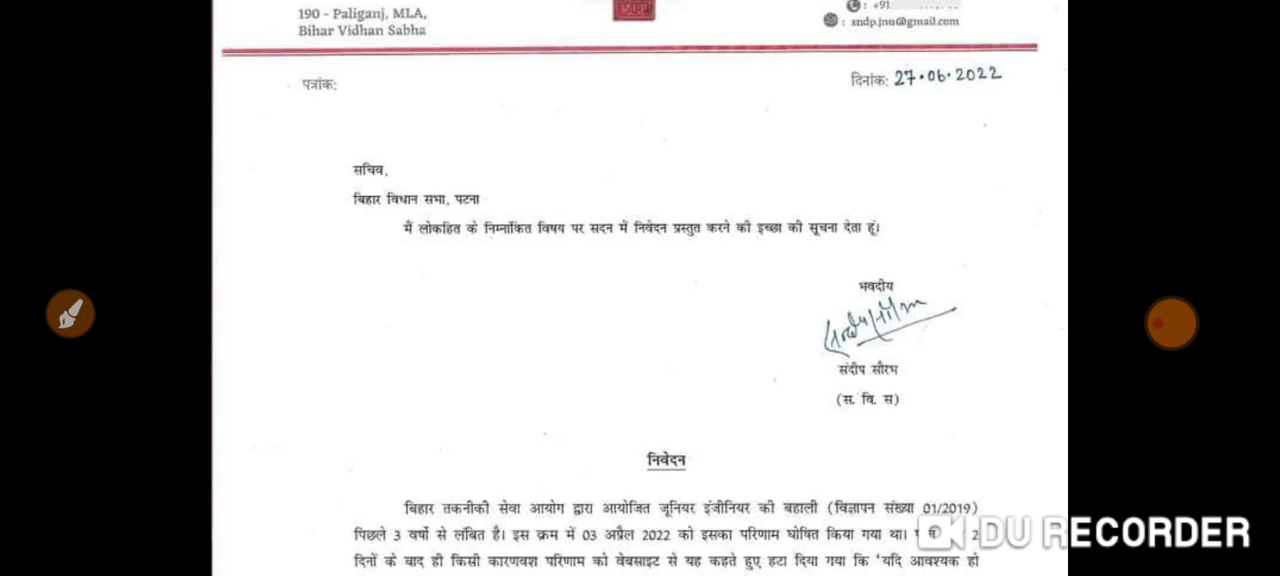 190 - Paliganj, MLA,
Bihar Vidhan Sabha
: +91
: sndp.jnu@gmail.com
पत्रांक:
दिनांक: 27.06.2022
सचिव,
बिहार विधान सभा, पटना
मैं लोकहित के निम्नांकित विषय पर सदन में निवेदन प्रस्तुत करने की इच्छा की सूचना देता हूं।
भवदीय
संदीप सौरभ
(स. वि. स)
निवेदन
बिहार तकनीकी सेवा आयोग द्वारा आयोजित जूनियर इंजीनियर की बहाली (विज्ञापन संख्या 01/2019)
पिछले 3 वर्षो से लंबित है। इस क्रम में 03 अप्रैल 2022 को इसका परिणाम घोषित किया गया था। 2
दिनों के बाद ही किसी कारणवश परिणाम को वेबसाइट से यह कहते हुए हटा दिया गया कि 'यदि आवश्यक हो
DU RECORDER